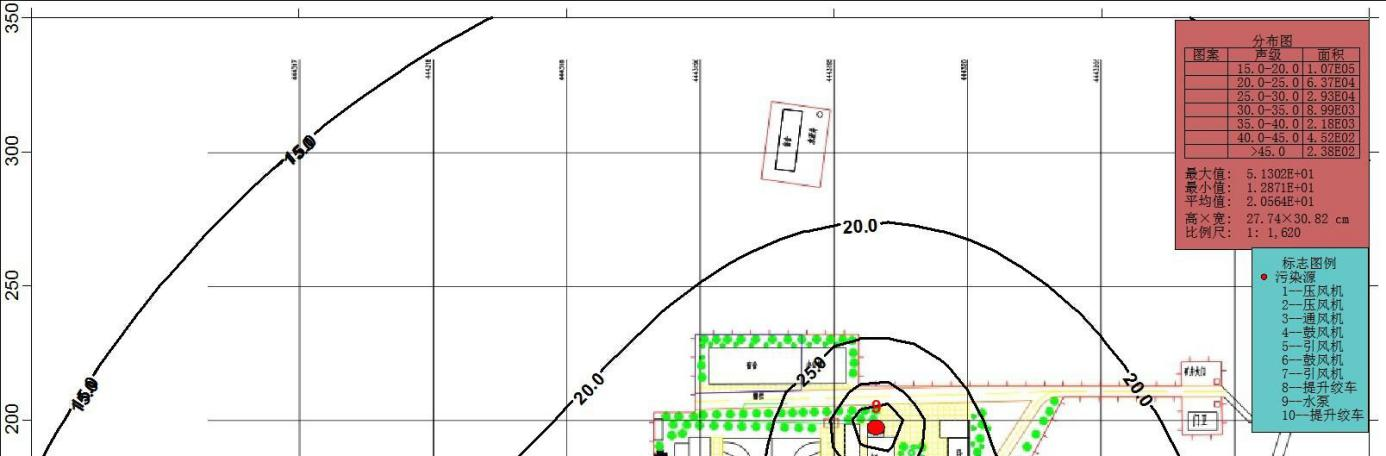 350
300
250
200
15.0
15.0
20.0
20.0
20.0
25.0
9
矿井大门
门卫
分布图
图案 声级 面积
15.0-20.0 1.07E05
20.0-25.0 6.37E04
25.0-30.0 2.93E04
30.0-35.0 8.99E03
35.0-40.0 2.18E03
40.0-45.0 4.52E02
>45.0 2.38E02
最大值: 5.1302E+01
最小值: 1.2871E+01
平均值: 2.0564E+01
高×宽: 27.74×30.82 cm
比例尺: 1: 1,620
标志图例
污染源
1--压风机
2--压风机
3--通风机
4--鼓风机
5--引风机
6--鼓风机
7--引风机
8--提升绞车
9--水泵
10--提升绞车